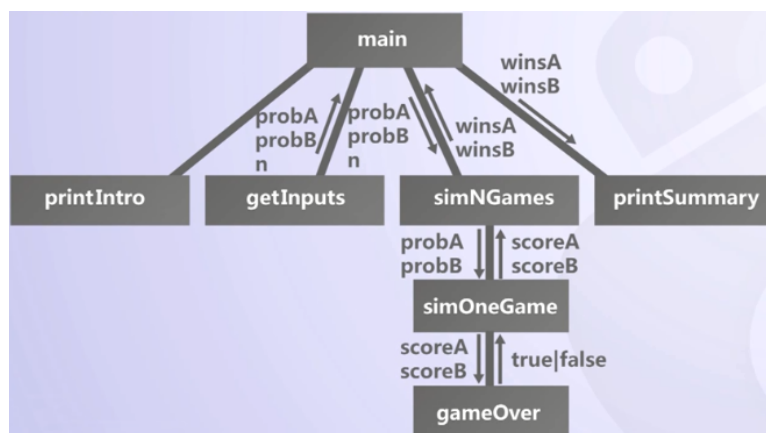 main
probA
probB
n
probA
probB
n
winsA
winsB
winsA
winsB
printIntro
getInputs
simNGames
printSummary
probA
probB
scoreA
scoreB
simOneGame
scoreA
scoreB
true|false
gameOver